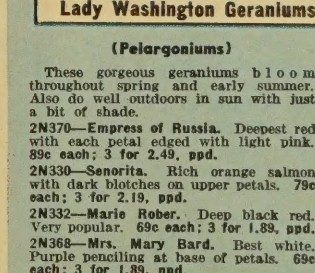 Lady Washington Geraniums
(Pelargoniums)
These gorgeous geraniums bloom
throughout spring and early summer.
Also do well outdoors in sun with just
a bit of shade.
2N370—Empress of Russia. Deepest red
with each petal edged with light pink.
89c each; 3 for 2.49, ppd.
2N330—Senorita. Rich orange salmon
with dark blotches on upper petals. 79c
each; 3 for 2.19, ppd.
2N332—Marie Rober. Deep black red.
Very popular. 69c each; 3 for 1.89, ppd.
2N368—Mrs. Mary Bard. Best white.
Purple penciling at base of petals. 69c
each; 3 for 1.89, ppd.